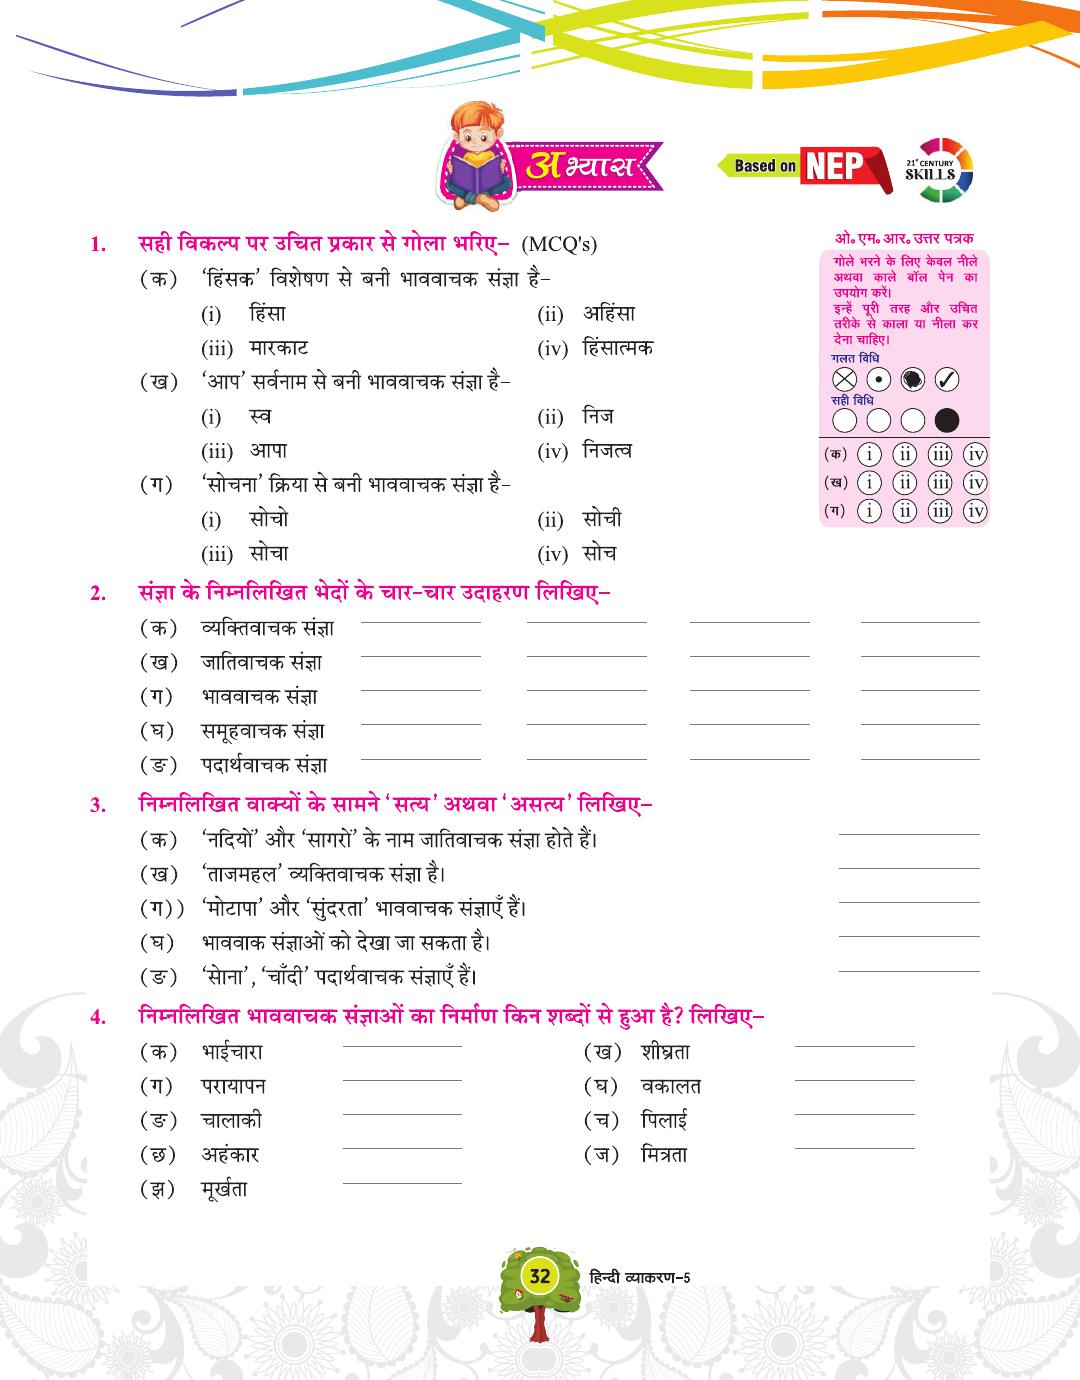 अभ्यास
Based on NEP
21st CENTURY
SKILLS
1. सही विकल्प पर उचित प्रकार से गोला भरिए– (MCQ's)
(क) ‘हिंसक’ विशेषण से बनी भाववाचक संज्ञा है–
(i) हिंसा (ii) अहिंसा
(iii) मारकाट (iv) हिंसात्मक
(ख) ‘आप’ सर्वनाम से बनी भाववाचक संज्ञा है–
(i) स्व (ii) निज
(iii) आपा (iv) निजत्व
(ग) ‘सोचना’ क्रिया से बनी भाववाचक संज्ञा है–
(i) सोचो (ii) सोची
(iii) सोचा (iv) सोच
ओ॰ एम॰ आर॰ उत्तर पत्रक
गोले भरने के लिए केवल नीले
अथवा काले बॉल पेन का
उपयोग करें।
इन्हें पूरी तरह और उचित
तरीके से काला या नीला कर
देना चाहिए।
गलत विधि
सही विधि
(क) i ii iii iv
(ख) i ii iii iv
(ग) i ii iii iv
2. संज्ञा के निम्नलिखित भेदों के चार-चार उदाहरण लिखिए–
(क) व्यक्तिवाचक संज्ञा
(ख) जातिवाचक संज्ञा
(ग) भाववाचक संज्ञा
(घ) समूहवाचक संज्ञा
(ङ) पदार्थवाचक संज्ञा
3. निम्नलिखित वाक्यों के सामने ‘सत्य’ अथवा ‘असत्य’ लिखिए–
(क) ‘नदियों’ और ‘सागरों’ के नाम जातिवाचक संज्ञा होते हैं।
(ख) ‘ताजमहल’ व्यक्तिवाचक संज्ञा है।
(ग)) ‘मोटापा’ और ‘सुंदरता’ भाववाचक संज्ञाएँ हैं।
(घ) भाववाक संज्ञाओं को देखा जा सकता है।
(ङ) ‘सेाना’, ‘चाँदी’ पदार्थवाचक संज्ञाएँ हैं।
4. निम्नलिखित भाववाचक संज्ञाओं का निर्माण किन शब्दों से हुआ है? लिखिए–
(क) भाईचारा (ख) शीघ्रता
(ग) परायापन (घ) वकालत
(ङ) चालाकी (च) पिलाई
(छ) अहंकार (ज) मित्रता
(झ) मूर्खता
32 हिन्दी व्याकरण–5